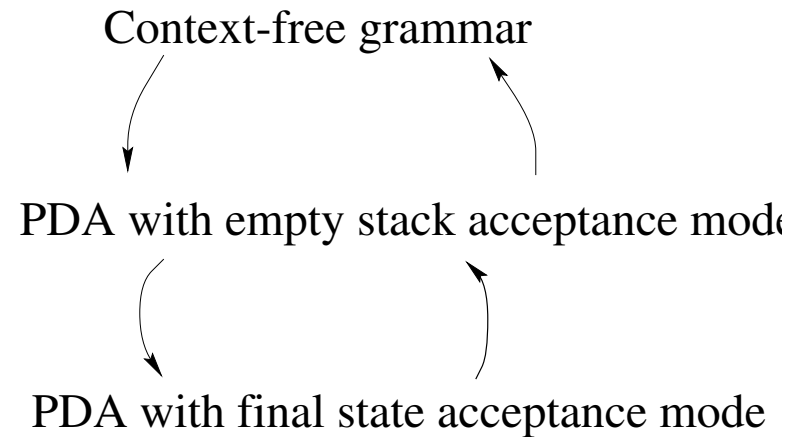 Context-free grammar
PDA with empty stack acceptance mode
PDA with final state acceptance mode